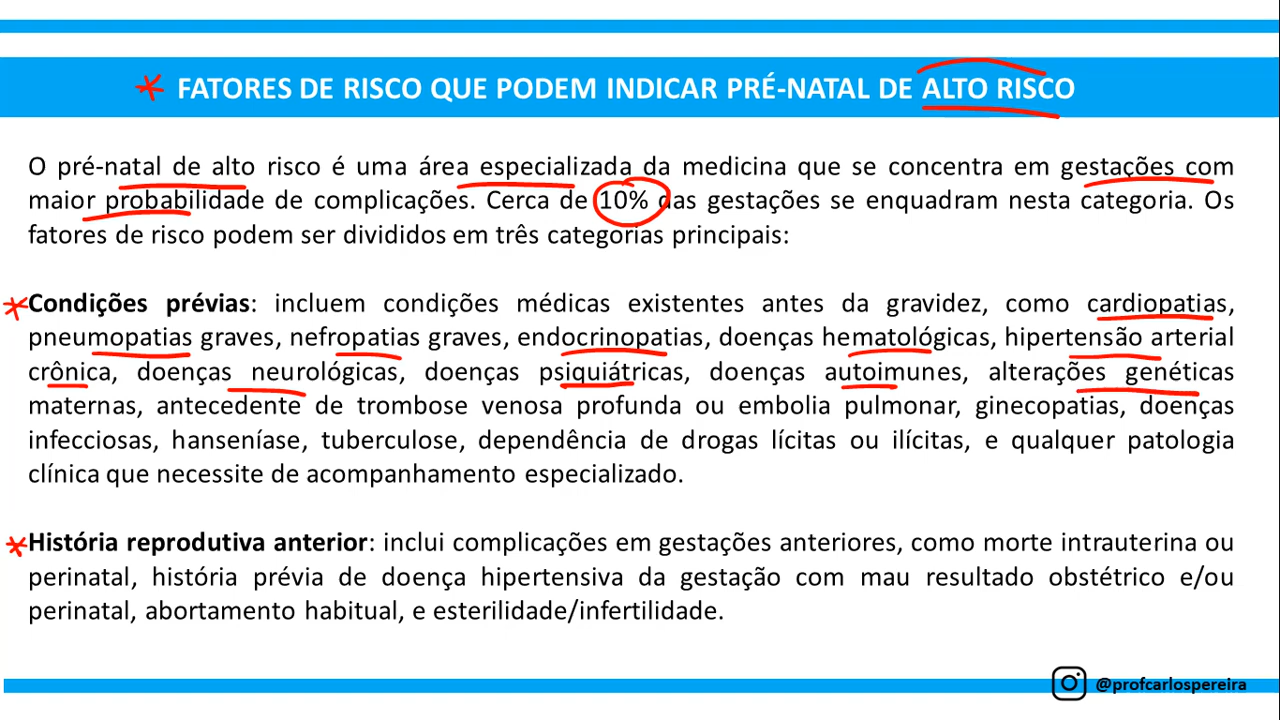 FATORES DE RISCO QUE PODEM INDICAR PRÉ-NATAL DE ALTO RISCO
O pré-natal de alto risco é uma área especializada da medicina que se concentra em gestações com
maior probabilidade de complicações. Cerca de 10% das gestações se enquadram nesta categoria. Os
fatores de risco podem ser divididos em três categorias principais:
Condições prévias: incluem condições médicas existentes antes da gravidez, como cardiopatias,
pneumopatias graves, nefropatias graves, endocrinopatias, doenças hematológicas, hipertensão arterial
crônica, doenças neurológicas, doenças psiquiátricas, doenças autoimunes, alterações genéticas
maternas, antecedente de trombose venosa profunda ou embolia pulmonar, ginecopatias, doenças
infecciosas, hanseníase, tuberculose, dependência de drogas lícitas ou ilícitas, e qualquer patologia
clínica que necessite de acompanhamento especializado.
História reprodutiva anterior: inclui complicações em gestações anteriores, como morte intrauterina ou
perinatal, história prévia de doença hipertensiva da gestação com mau resultado obstétrico e/ou
perinatal, abortamento habitual, e esterilidade/infertilidade.
@profcarlospereira